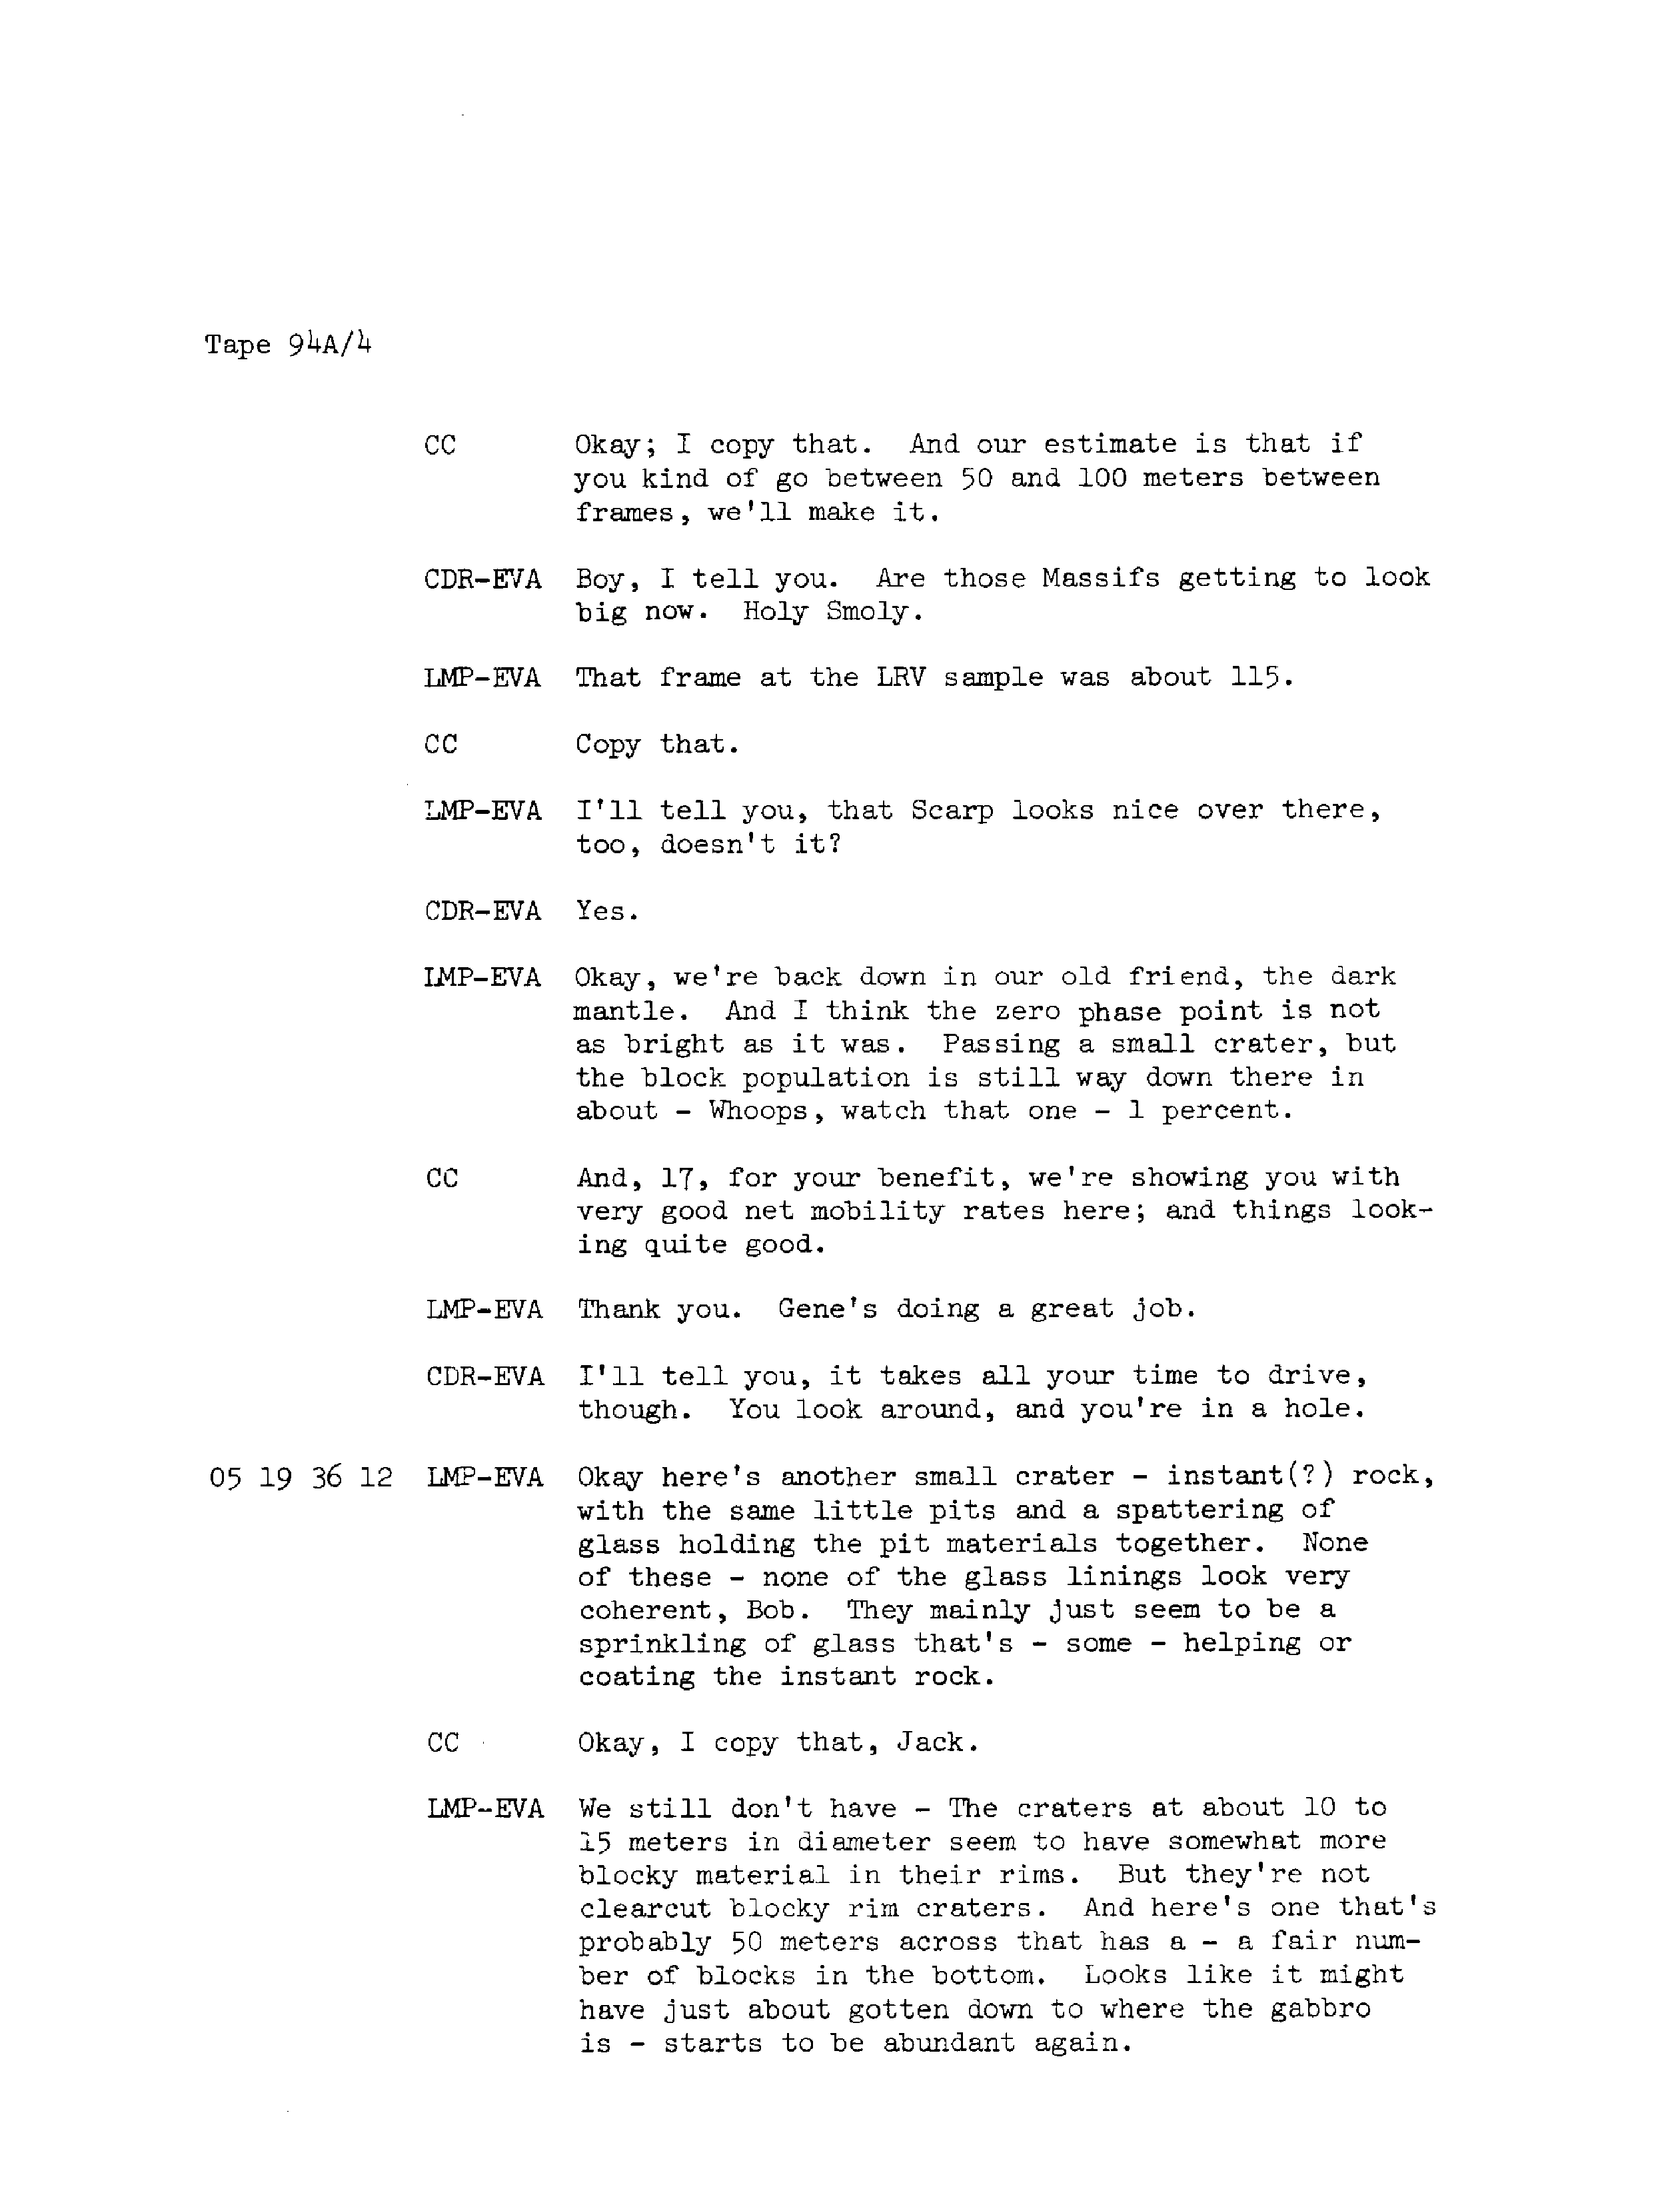 Tape 94A/4
CC Okay; I copy that. And our estimate is that if
you kind of go between 50 and 100 meters between
frames, we'll make it.
CDR-EVA Boy, I tell you. Are those Massifs getting to look
big now. Holy Smoly.
LMP-EVA That frame at the LRV sample was about 115.
CC Copy that.
LMP-EVA I'll tell you, that Scarp looks nice over there,
too, doesn't it?
CDR-EVA Yes.
LMP-EVA Okay, we're back down in our old friend, the dark
mantle. And I think the zero phase point is not
as bright as it was. Passing a small crater, but
the block population is still way down there in
about - Whoops, watch that one - 1 percent.
CC And, 17, for your benefit, we're showing you with
very good net mobility rates here; and things look-
ing quite good.
LMP-EVA Thank you. Gene's doing a great job.
CDR-EVA I'll tell you, it takes all your time to drive,
though. You look around, and you're in a hole.
05 19 36 12 LMP-EVA Okay here's another small crater - instant(?) rock,
with the same little pits and a spattering of
glass holding the pit materials together. None
of these - none of the glass linings look very
coherent, Bob. They mainly just seem to be a
sprinkling of glass that's - some - helping or
coating the instant rock.
CC Okay, I copy that, Jack.
LMP-EVA We still don't have - The craters at about 10 to
15 meters in diameter seem to have somewhat more
blocky material in their rims. But they're not
clearcut blocky rim craters. And here's one that's
probably 50 meters across that has a - a fair num-
ber of blocks in the bottom. Looks like it might
have just about gotten down to where the gabbro
is - starts to be abundant again.